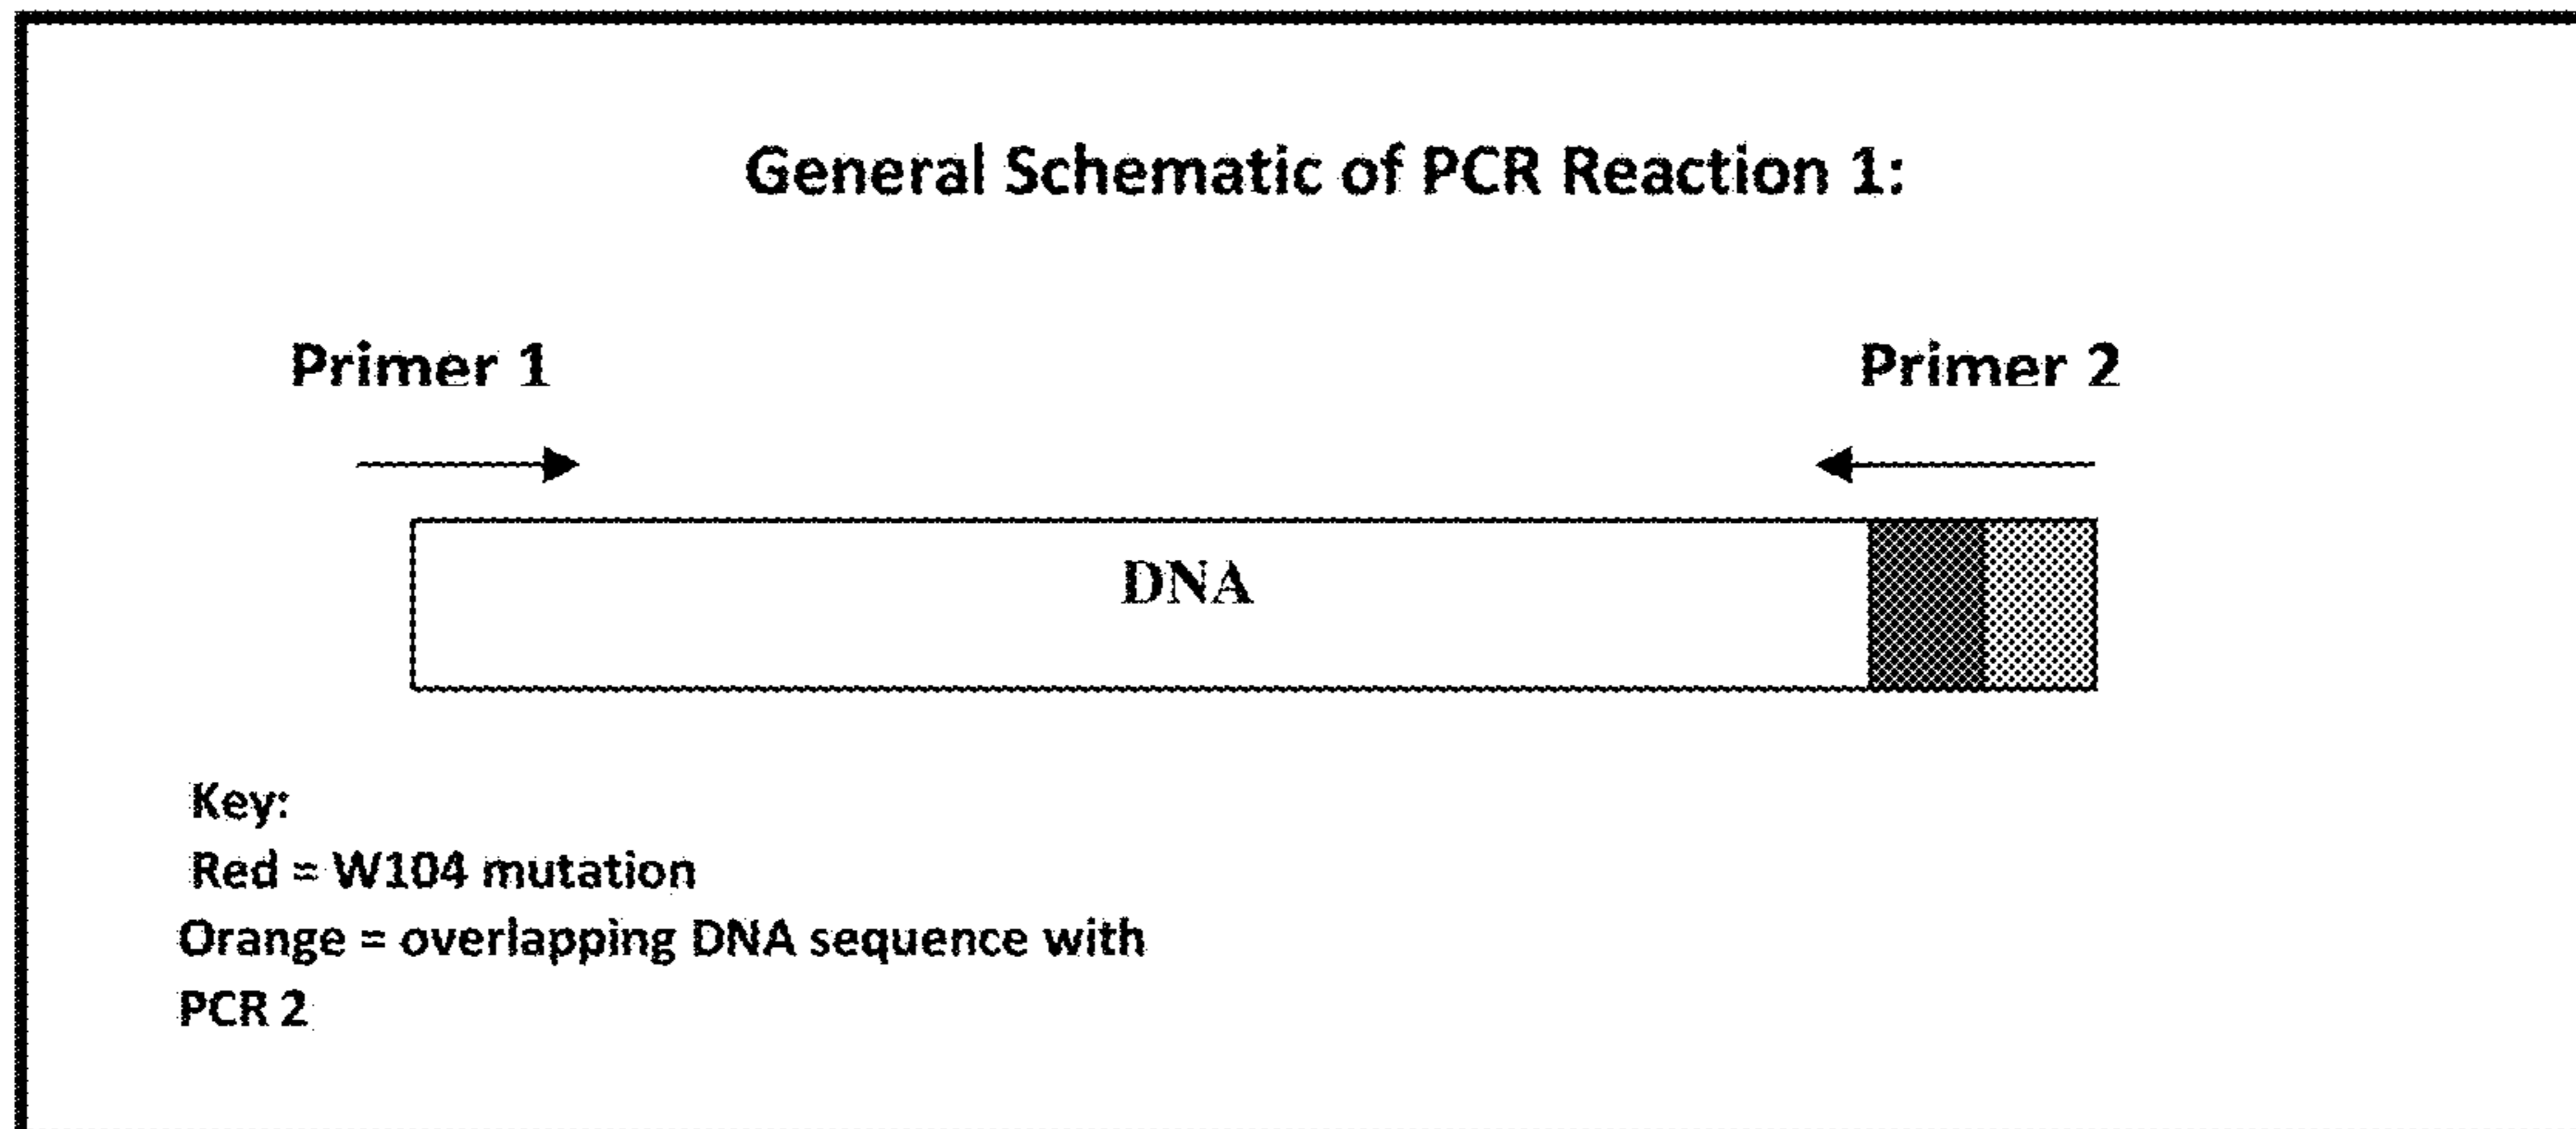 General Schematic of PCR Reaction 1:
Primer 1
Primer 2
DNA
Key:
Red = W104 mutation
Orange = overlapping DNA sequence with
PCR 2